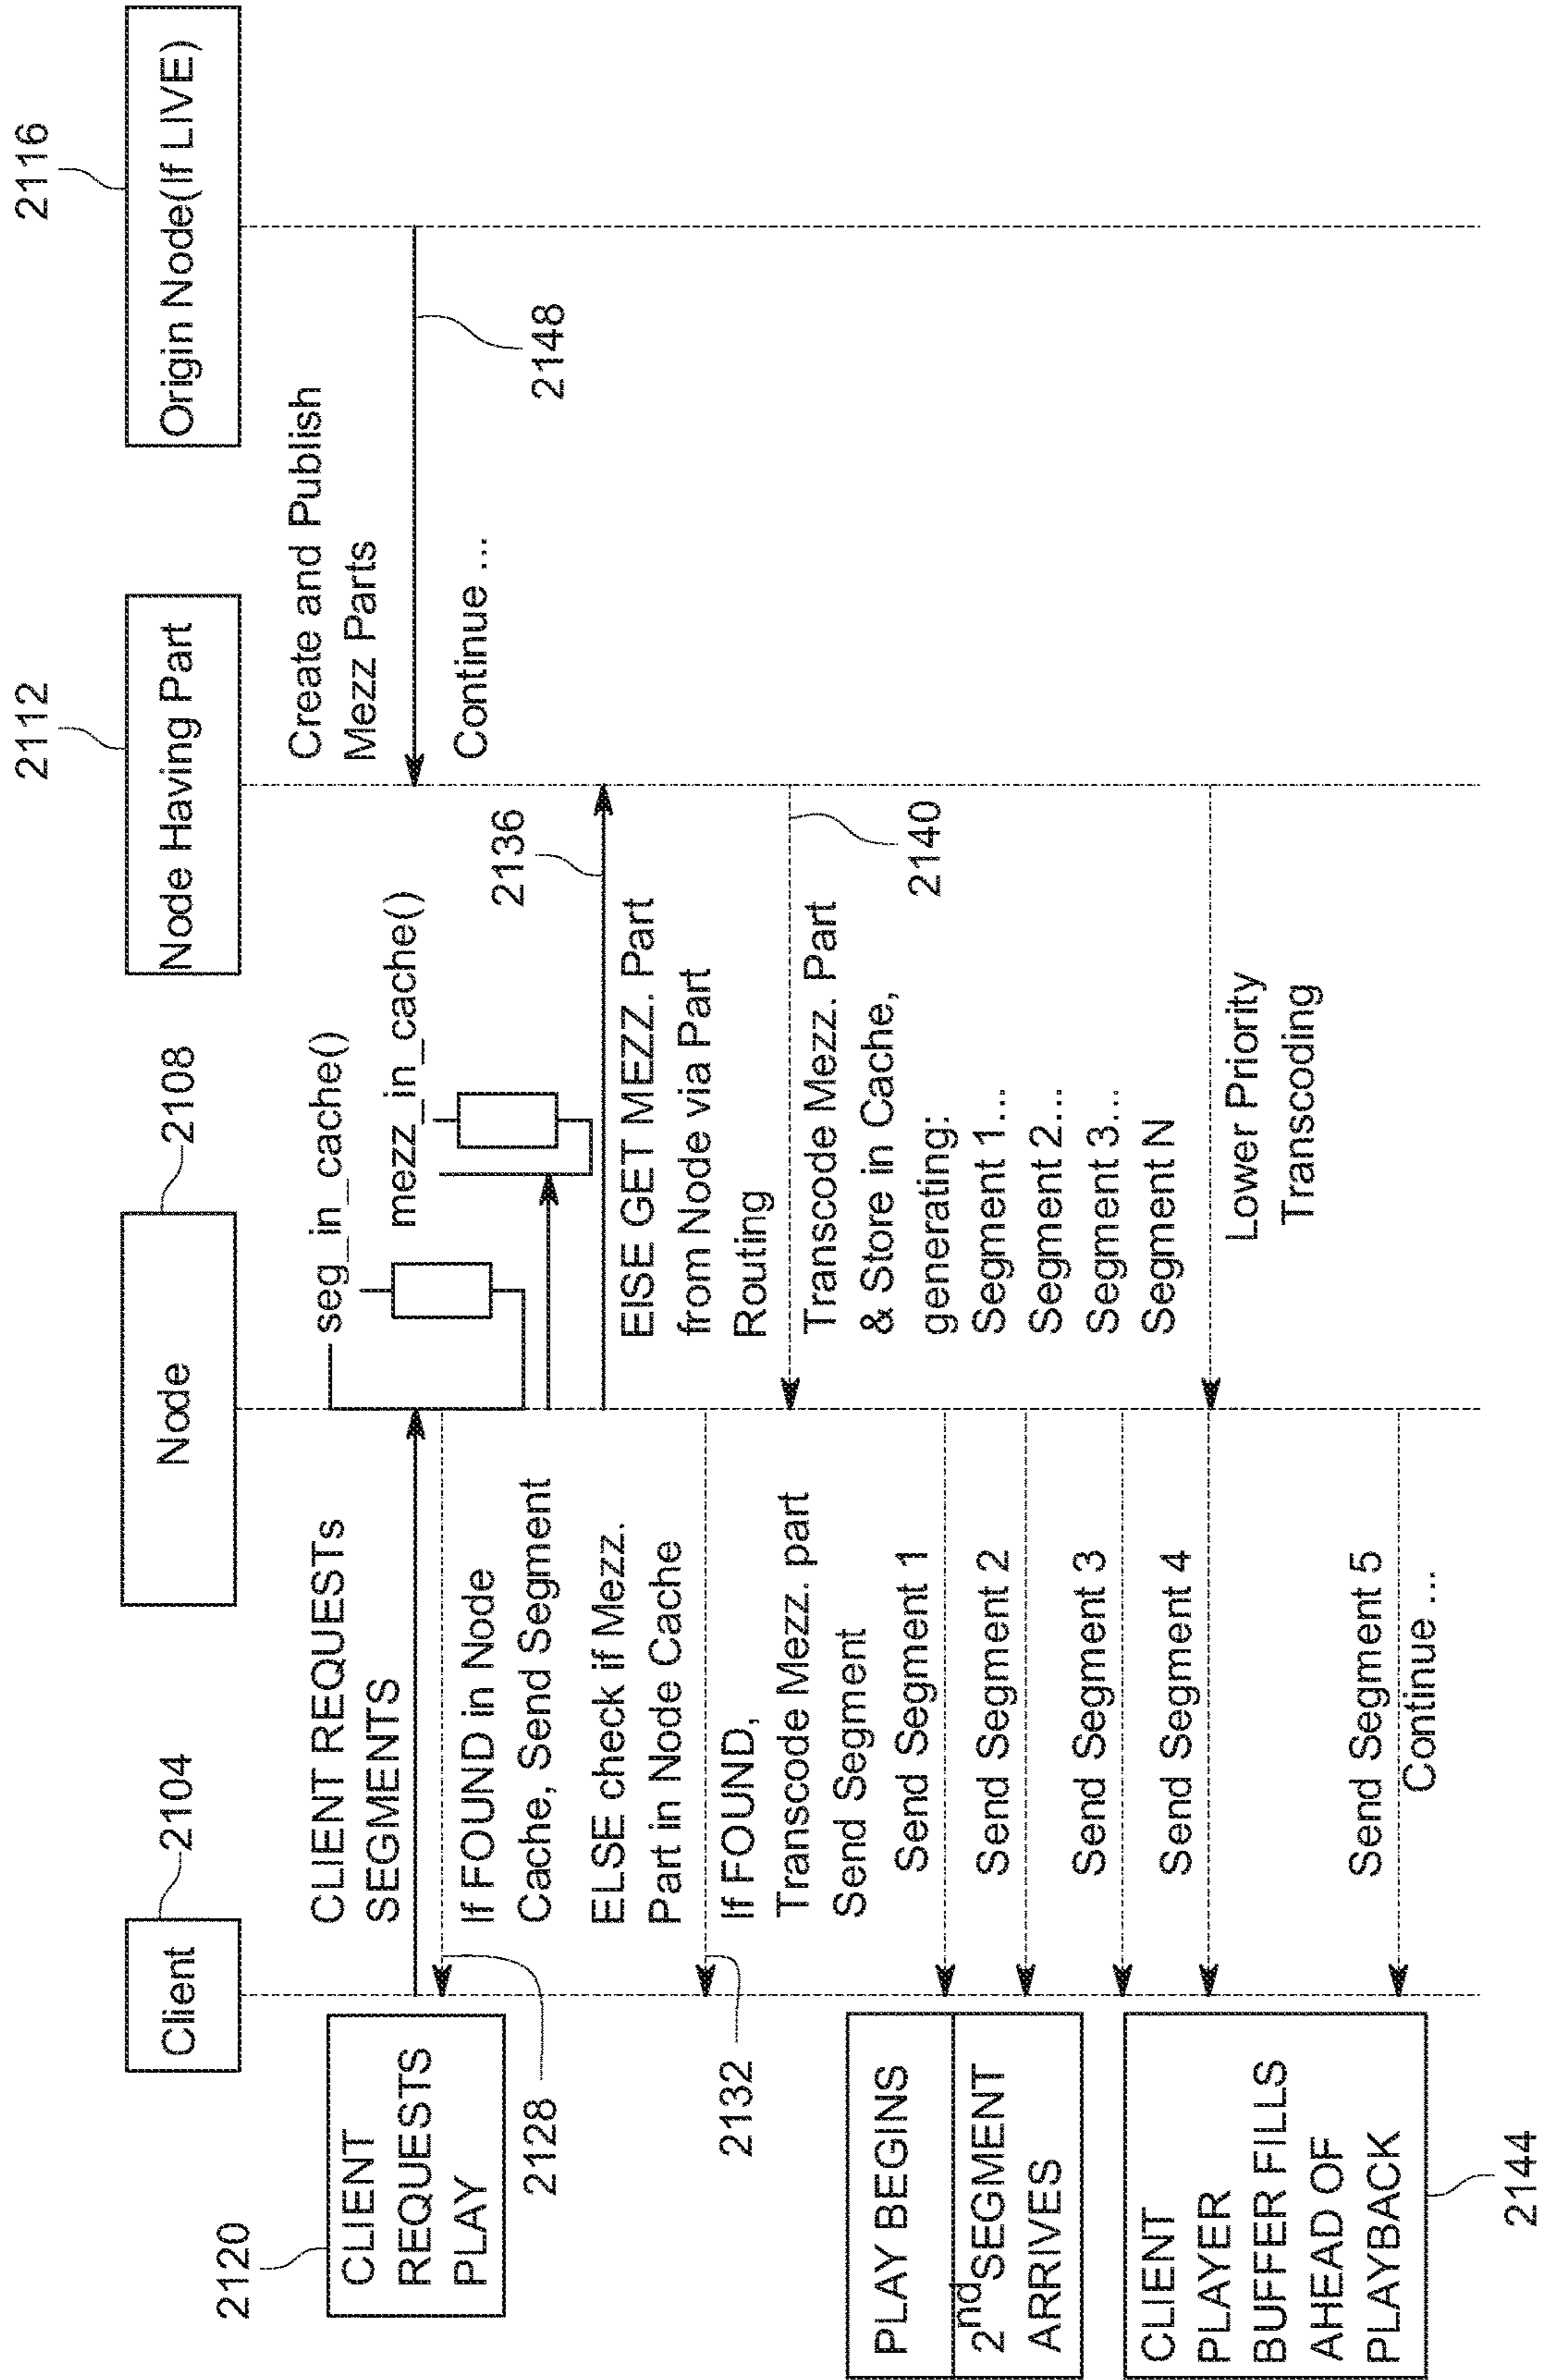 2104
2108
2112
2116
Client
Node
Node Having Part
Origin Node(If LIVE)
2120
CLIENT
REQUESTS
PLAY
CLIENT REQUESTs
SEGMENTS
seg_in_cache()
mezz_in_cache()
Create and Publish
Mezz Parts
2148
Continue ...
2128
If FOUND in Node
Cache, Send Segment
ELSE check if Mezz.
Part in Node Cache
2132
If FOUND,
Transcode Mezz. part
Send Segment
2136
ElSE GET MEZZ. Part
from Node via Part
Routing
2140
Transcode Mezz. Part
& Store in Cache,
generating:
Segment 1...
Segment 2...
Segment 3...
Segment N
Lower Priority
Transcoding
Send Segment 1
Send Segment 2
Send Segment 3
Send Segment 4
Send Segment 5
Continue ...
PLAY BEGINS
2nd SEGMENT
ARRIVES
CLIENT
PLAYER
BUFFER FILLS
AHEAD OF
PLAYBACK
2144